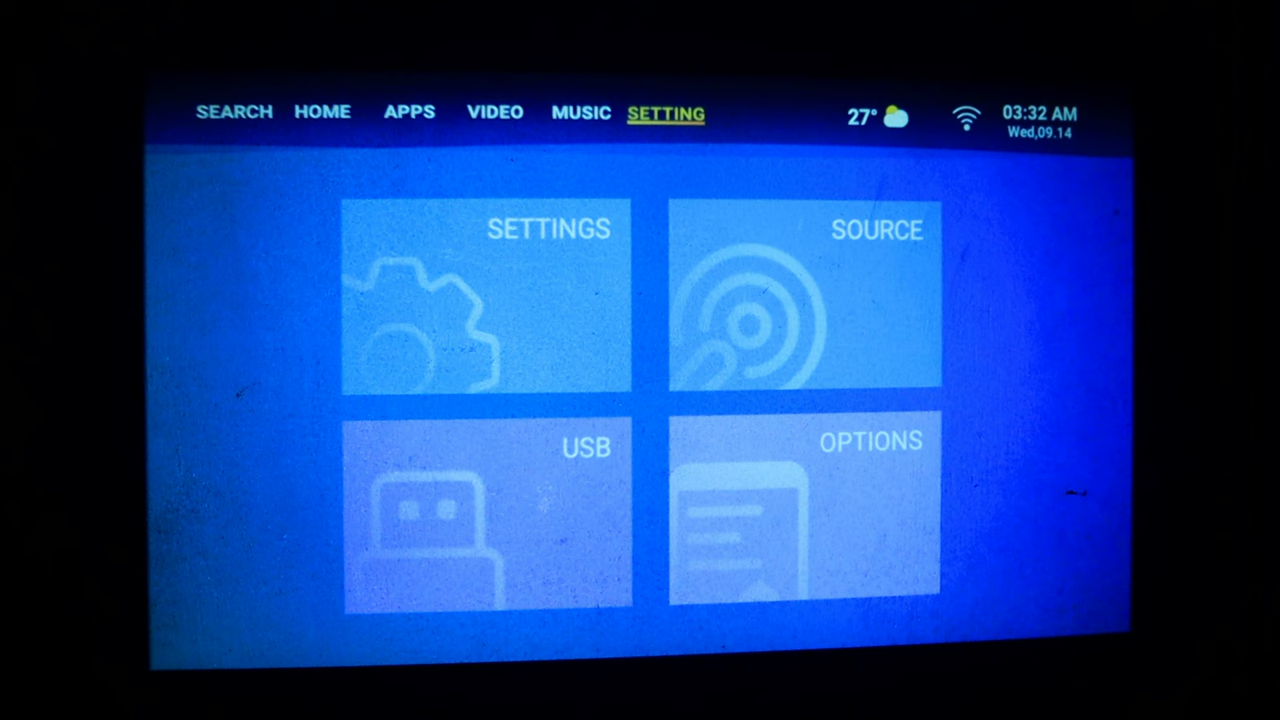 SEARCH HOME APPS VIDEO MUSIC SETTING 27° 03:32 AM
Wed,09.14
SETTINGS SOURCE
USB OPTIONS